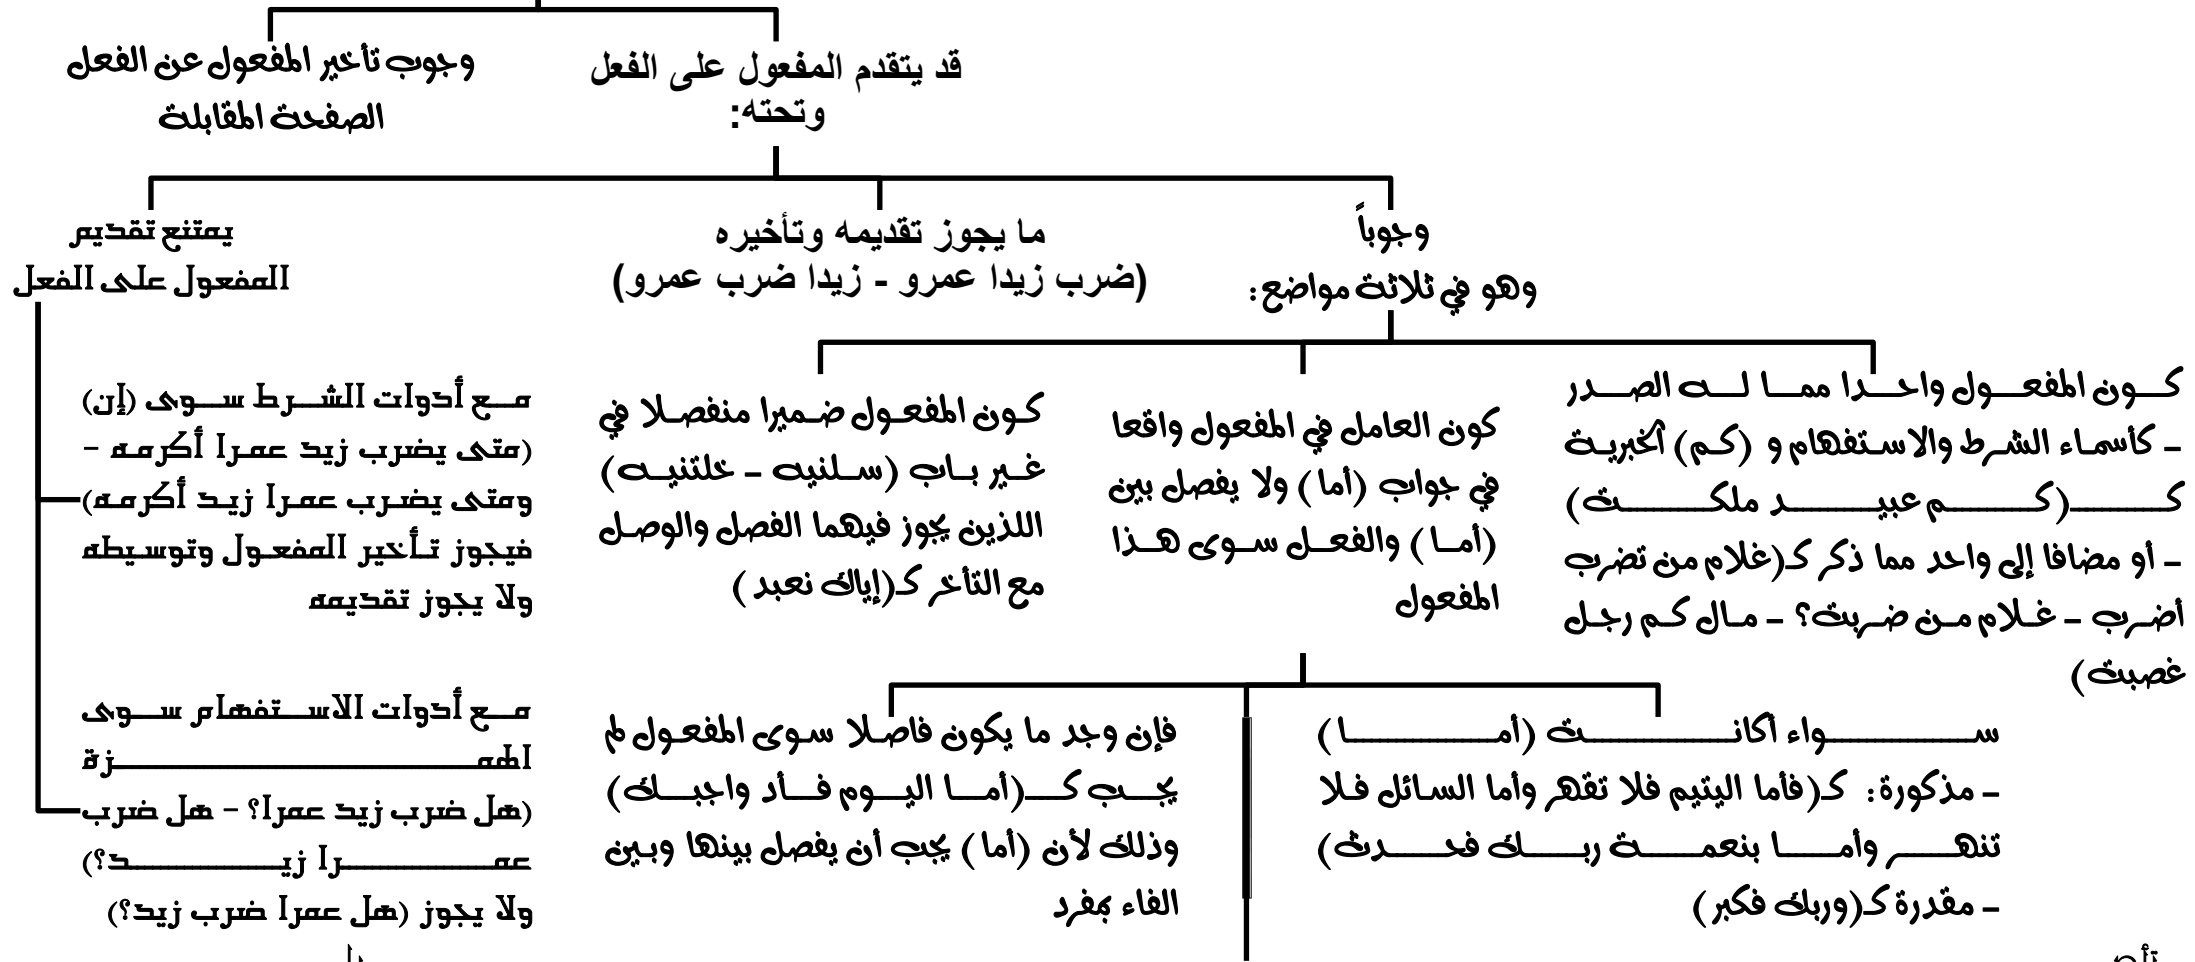 قد يتقدم المفعول على الفعل
وتحته:
وجوب تأخير المفعول عن الفعل
الصفحة المقابلة
وجوباً
وهو في ثلاثة مواضع:
ما يجوز تقديمه وتأخيره
(ضرب زيدا عمرو - زيدا ضرب عمرو)
يمتنع تقديم
المفعول على الفعل
كون المفعول واحدا مما له الصدر
- كأسماء الشرط والاستفهام و (كم) الخبرية
كـ(كم عبيد ملكت)
- أو مضافا إلى واحد مما ذكر كـ(غلام من تضرب
أضرب - غلام من ضربت؟ - مال كم رجل
غصبت)
كون العامل في المفعول واقعا
في جواب (أما) ولا يفصل بين
(أما) والفعل سوى هذا
المفعول
كون المفعول ضميرا منفصلا في
غير باب (سلنيه - خلتنيه)
اللذين يجوز فيهما الفصل والوصل
مع التأخر كـ(إياك نعبد)
مع أدوات الشرط سوى (إن)
(متى يضرب زيد عمرا أكرمه -
ومتى يضرب عمرا زيد أكرمه)
فيجوز تأخير المفعول وتوسيطه
ولا يجوز تقديمه
سواء أكانت (أما)
- مذكورة: كـ(فأما اليتيم فلا تقهر وأما السائل فلا
تنهر وأما بنعمة ربك فحدث)
- مقدرة كـ(وربك فكبر)
فإن وجد ما يكون فاصلا سوى المفعول لم
يجب كـ(أما اليوم فأد واجبك)
وذلك لأن (أما) يجب أن يفصل بينها وبين
الفاء بمفرد
مع أدوات الاستفهام سوى
الهمزة
(هل ضرب زيد عمرا؟ - هل ضرب
عمرا زيد؟)
ولا يجوز (هل عمرا ضرب زيد؟)